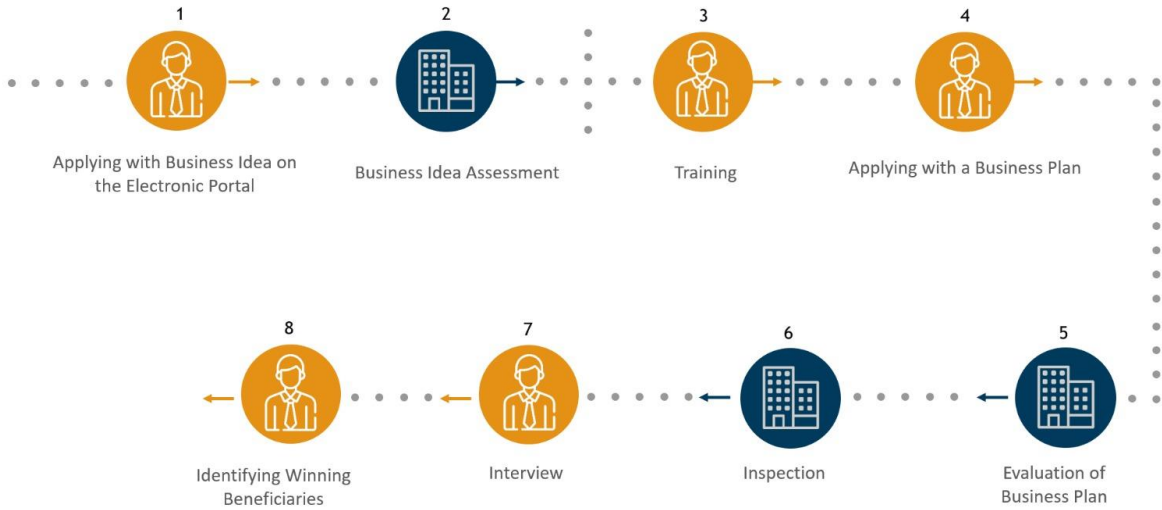 1
2
3
4
Applying with Business Idea on
the Electronic Portal
Business Idea Assessment
Training
Applying with a Business Plan
8
7
6
5
Identifying Winning
Beneficiaries
Interview
Inspection
Evaluation of
Business Plan